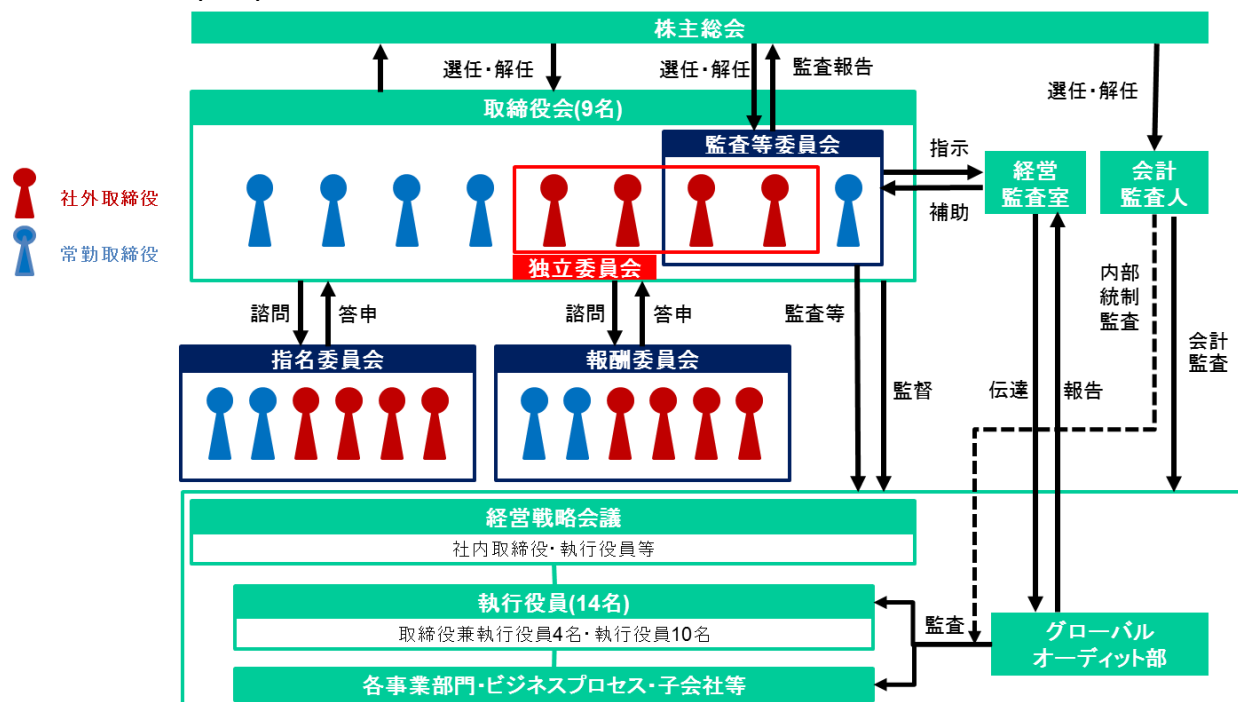 株主総会
選任・解任
選任・解任
監査報告
選任・解任
取締役会(9名)
監査等委員会
指示
補助
経営
監査室
会計
監査人
社外取締役
常勤取締役
独立委員会
諮問
答申
諮問
答申
監査等
監督
内部
統制
監査
会計
監査
指名委員会
報酬委員会
伝達
報告
経営戦略会議
社内取締役・執行役員等
執行役員(14名)
取締役兼執行役員4名・執行役員10名
監査
グローバル
オーディット部
各事業部門・ビジネスプロセス・子会社等